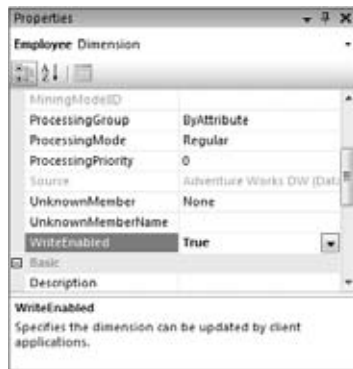 Properties
Employee Dimension
MiningModelID
ProcessingGroup ByAttribute
ProcessingMode Regular
ProcessingPriority 0
Source Adventure Works DW (Data
UnknownMember None
UnknownMemberName
WriteEnabled True
Basic
Description
WriteEnabled
Specifies the dimension can be updated by client
applications.